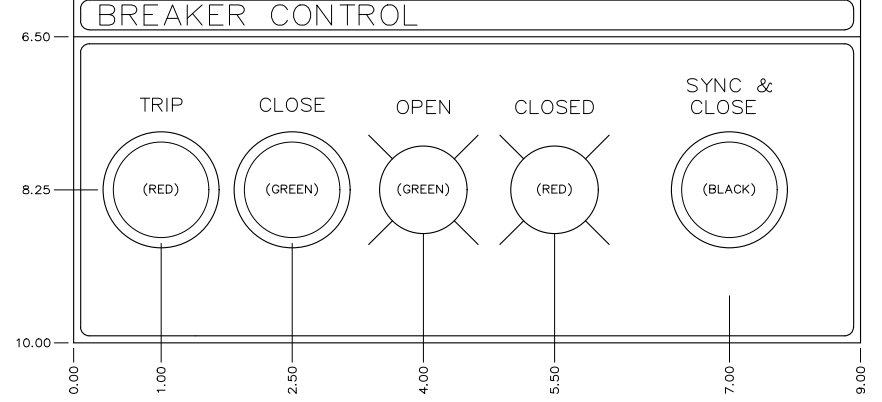 BREAKER CONTROL
6.50
SYNC &
TRIP CLOSE OPEN CLOSED CLOSE
8.25 (RED) (GREEN) (GREEN) (RED) (BLACK)
10.00
0.00 1.00 2.50 4.00 5.50 7.00 9.00